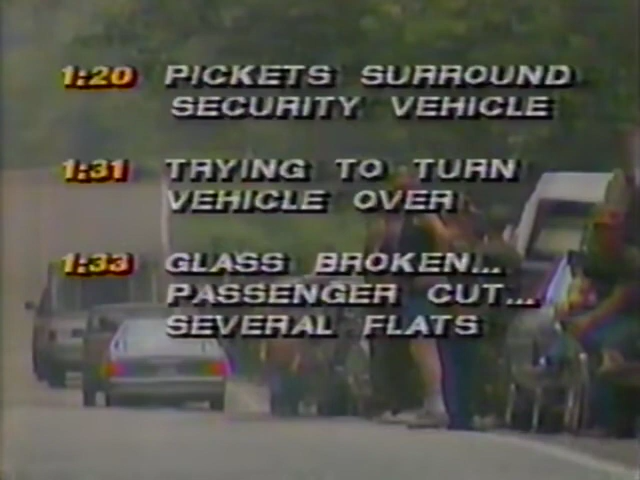 1:20 PICKETS SURROUND
SECURITY VEHICLE
1:31 TRYING TO TURN
VEHICLE OVER
1:33 GLASS BROKEN...
PASSENGER CUT...
SEVERAL FLATS